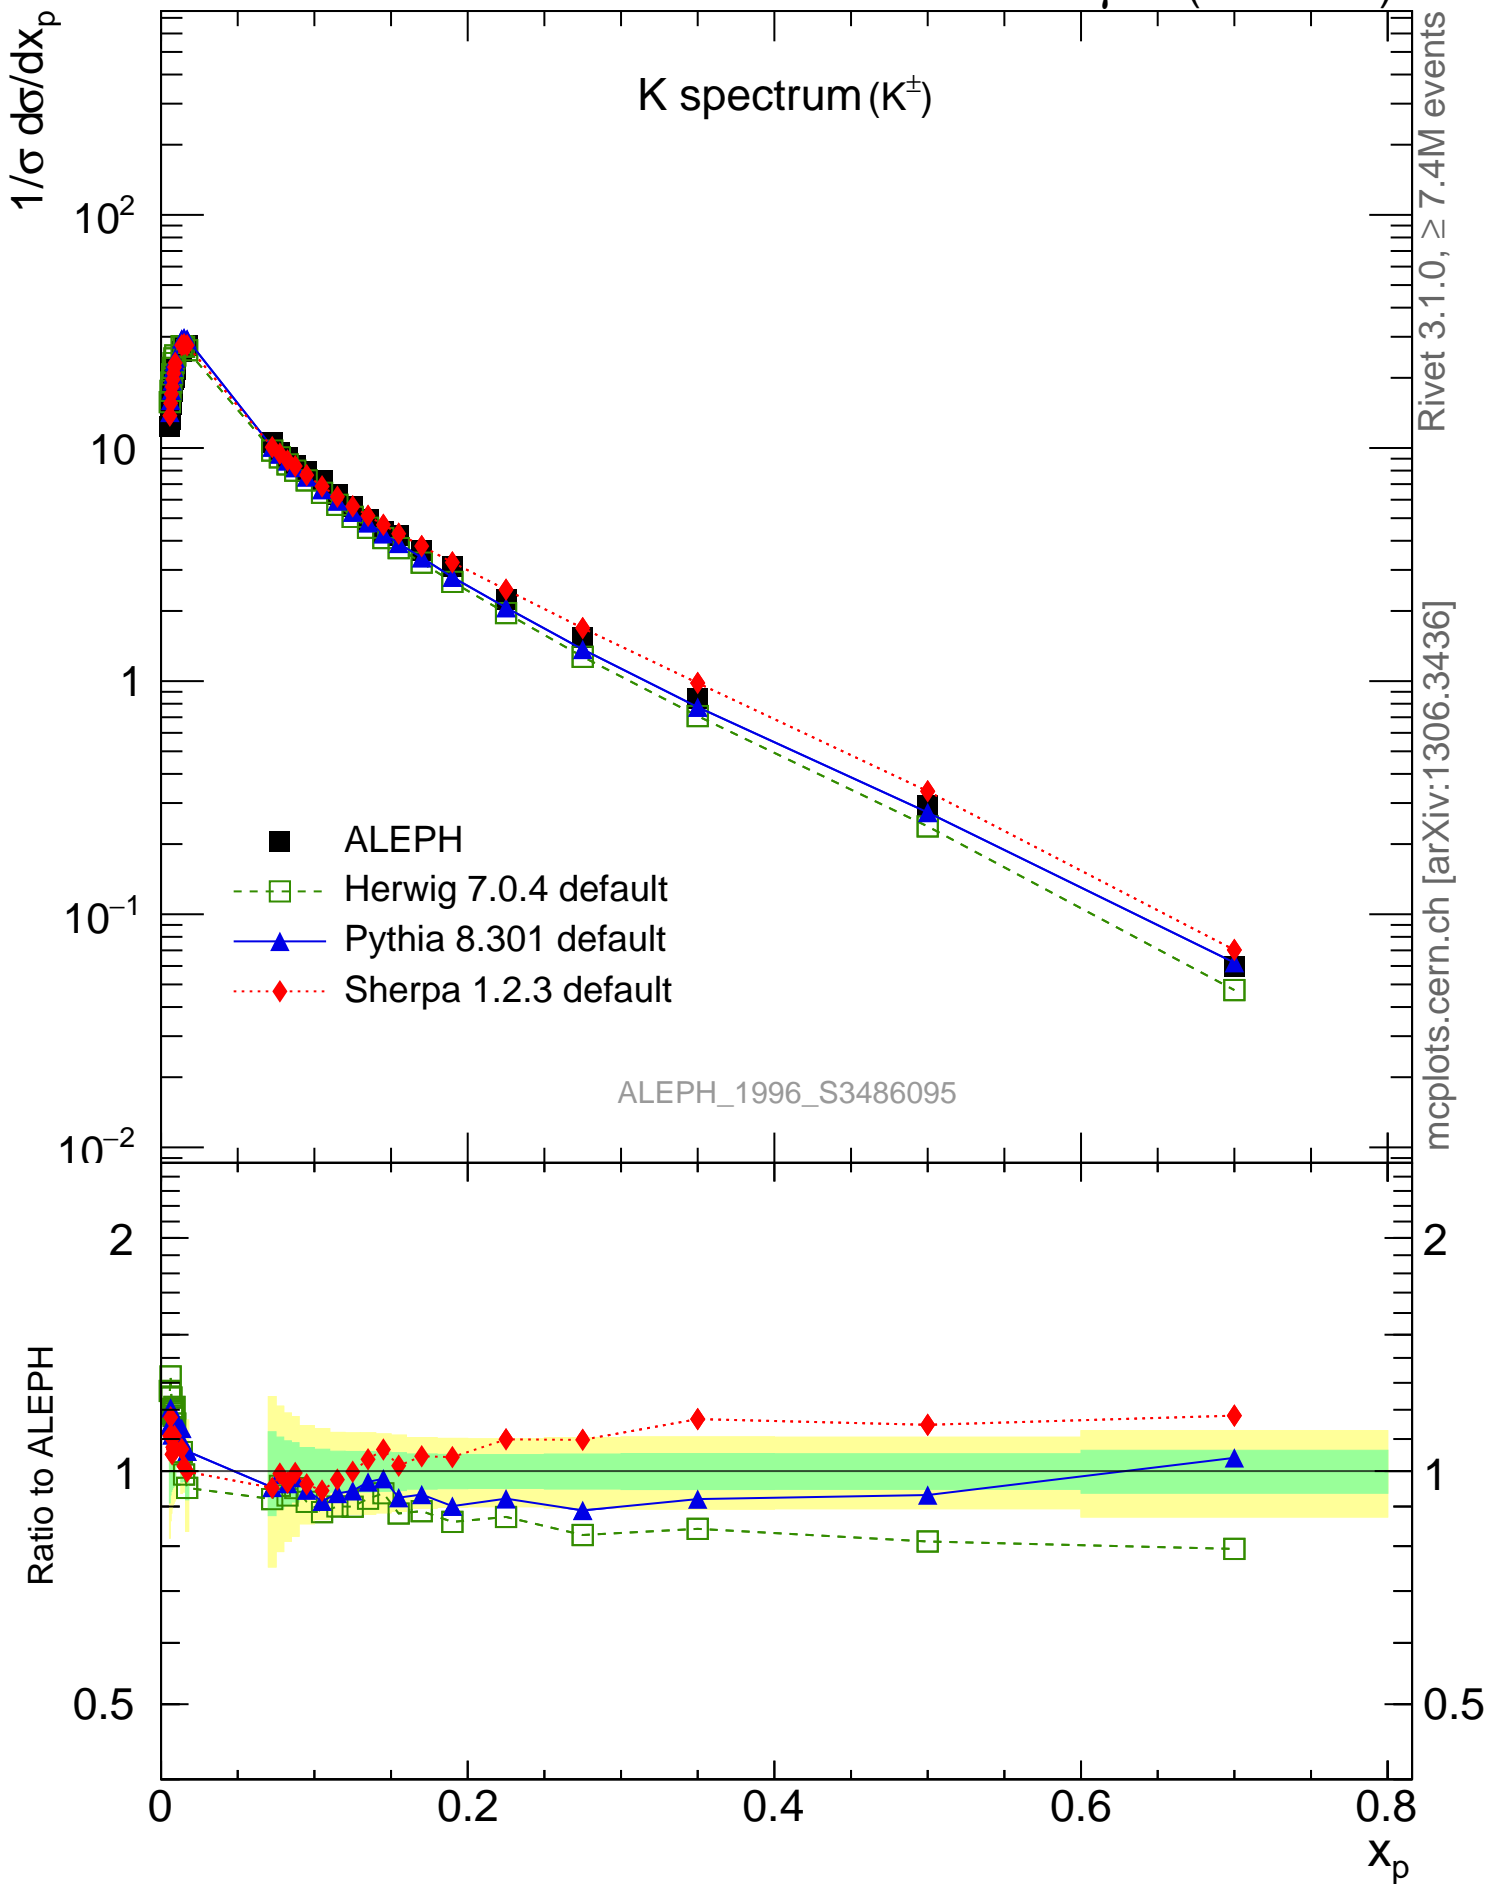 1/σ dσ/dxₚ
K spectrum (K±)
10²
10
1
10⁻¹
10⁻²
ALEPH
Herwig 7.0.4 default
Pythia 8.301 default
Sherpa 1.2.3 default
ALEPH_1996_S3486095
Rivet 3.1.0, ≥ 7.4M events
mcplots.cern.ch [arXiv:1306.3436]
Ratio to ALEPH
2
1
0.5
2
1
0.5
0
0.2
0.4
0.6
0.8
xₚ